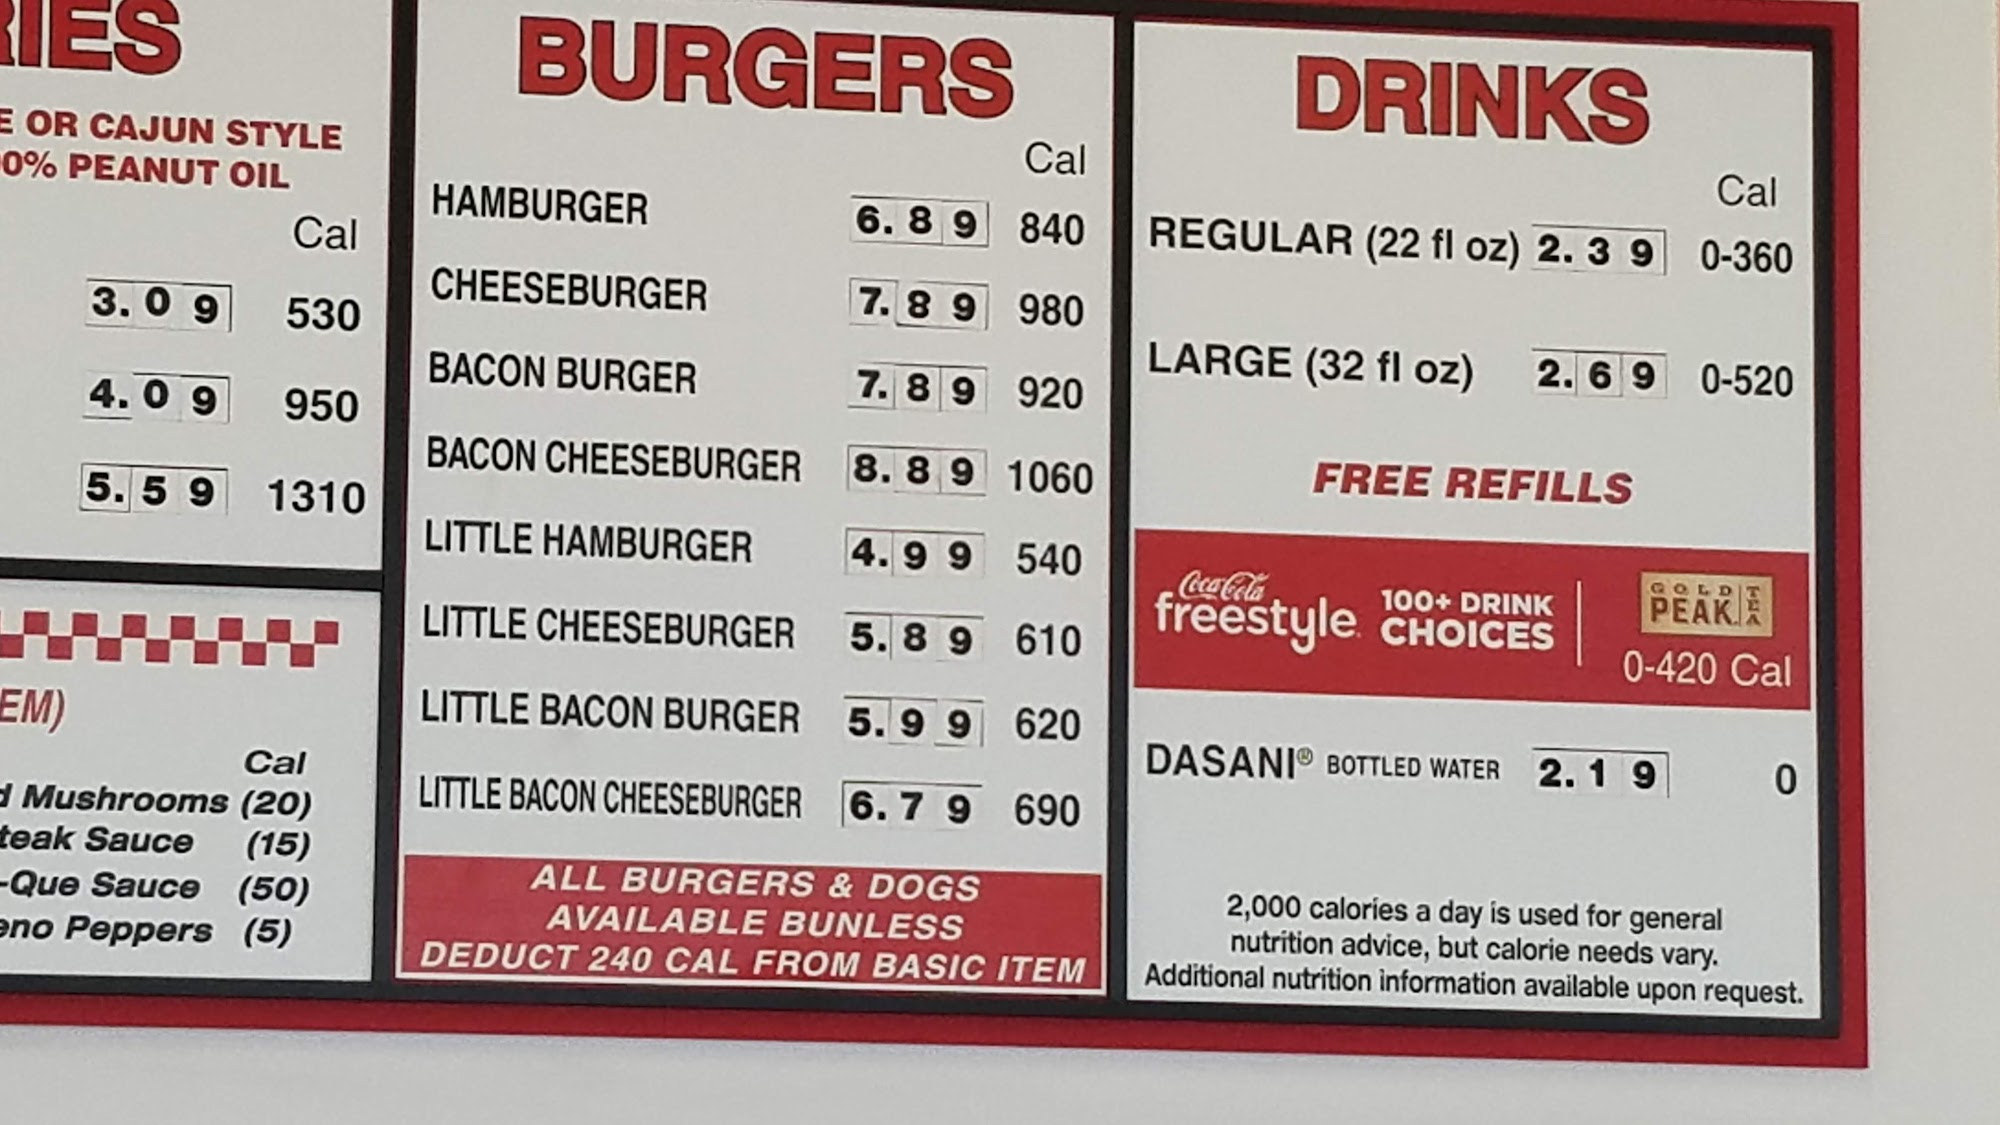 OR CAJUN STYLE
PEANUT OIL
Cal
3.09 530
4.09 950
5.59 1310
Cal
Mushrooms (20)
Sauce (15)
-Que Sauce (50)
Peppers (5)
BURGERS
Cal
HAMBURGER 6.89 840
CHEESEBURGER 7.89 980
BACON BURGER 7.89 920
BACON CHEESEBURGER 8.89 1060
LITTLE HAMBURGER 4.99 540
LITTLE CHEESEBURGER 5.89 610
LITTLE BACON BURGER 5.99 620
LITTLE BACON CHEESEBURGER 6.79 690
ALL BURGERS & DOGS
AVAILABLE BUNLESS
DEDUCT 240 CAL FROM BASIC ITEM
DRINKS
Cal
REGULAR (22 fl oz) 2.39 0-360
LARGE (32 fl oz) 2.69 0-520
FREE REFILLS
Coca-Cola
freestyle
100+ DRINK
CHOICES
GOLD
PEAK
TEA
0-420 Cal
DASANI® BOTTLED WATER 2.19 0
2,000 calories a day is used for general
nutrition advice, but calorie needs vary.
Additional nutrition information available upon request.